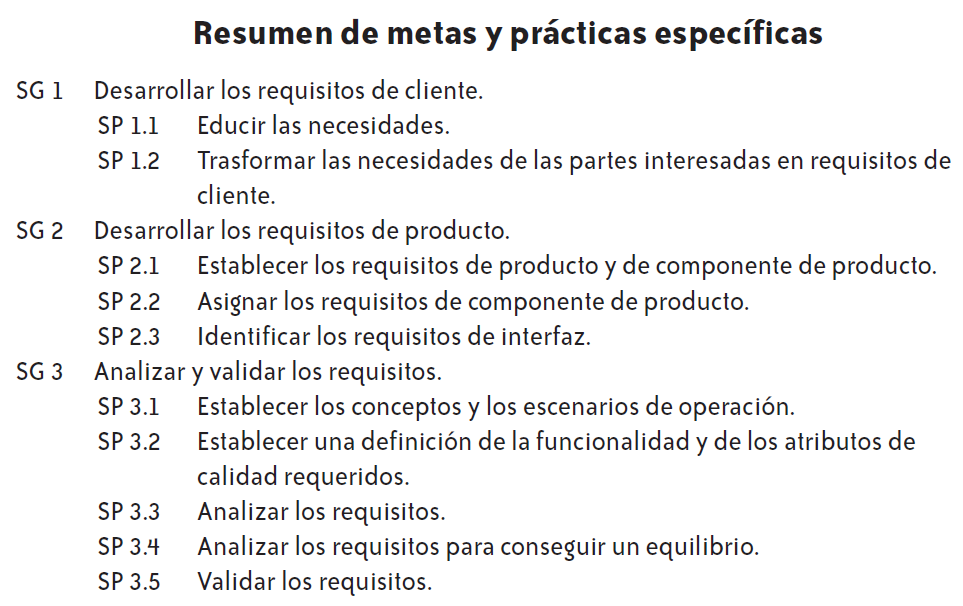 Resumen de metas y prácticas específicas
SG 1 Desarrollar los requisitos de cliente.
SP 1.1 Educir las necesidades.
SP 1.2 Trasformar las necesidades de las partes interesadas en requisitos de
cliente.
SG 2 Desarrollar los requisitos de producto.
SP 2.1 Establecer los requisitos de producto y de componente de producto.
SP 2.2 Asignar los requisitos de componente de producto.
SP 2.3 Identificar los requisitos de interfaz.
SG 3 Analizar y validar los requisitos.
SP 3.1 Establecer los conceptos y los escenarios de operación.
SP 3.2 Establecer una definición de la funcionalidad y de los atributos de
calidad requeridos.
SP 3.3 Analizar los requisitos.
SP 3.4 Analizar los requisitos para conseguir un equilibrio.
SP 3.5 Validar los requisitos.